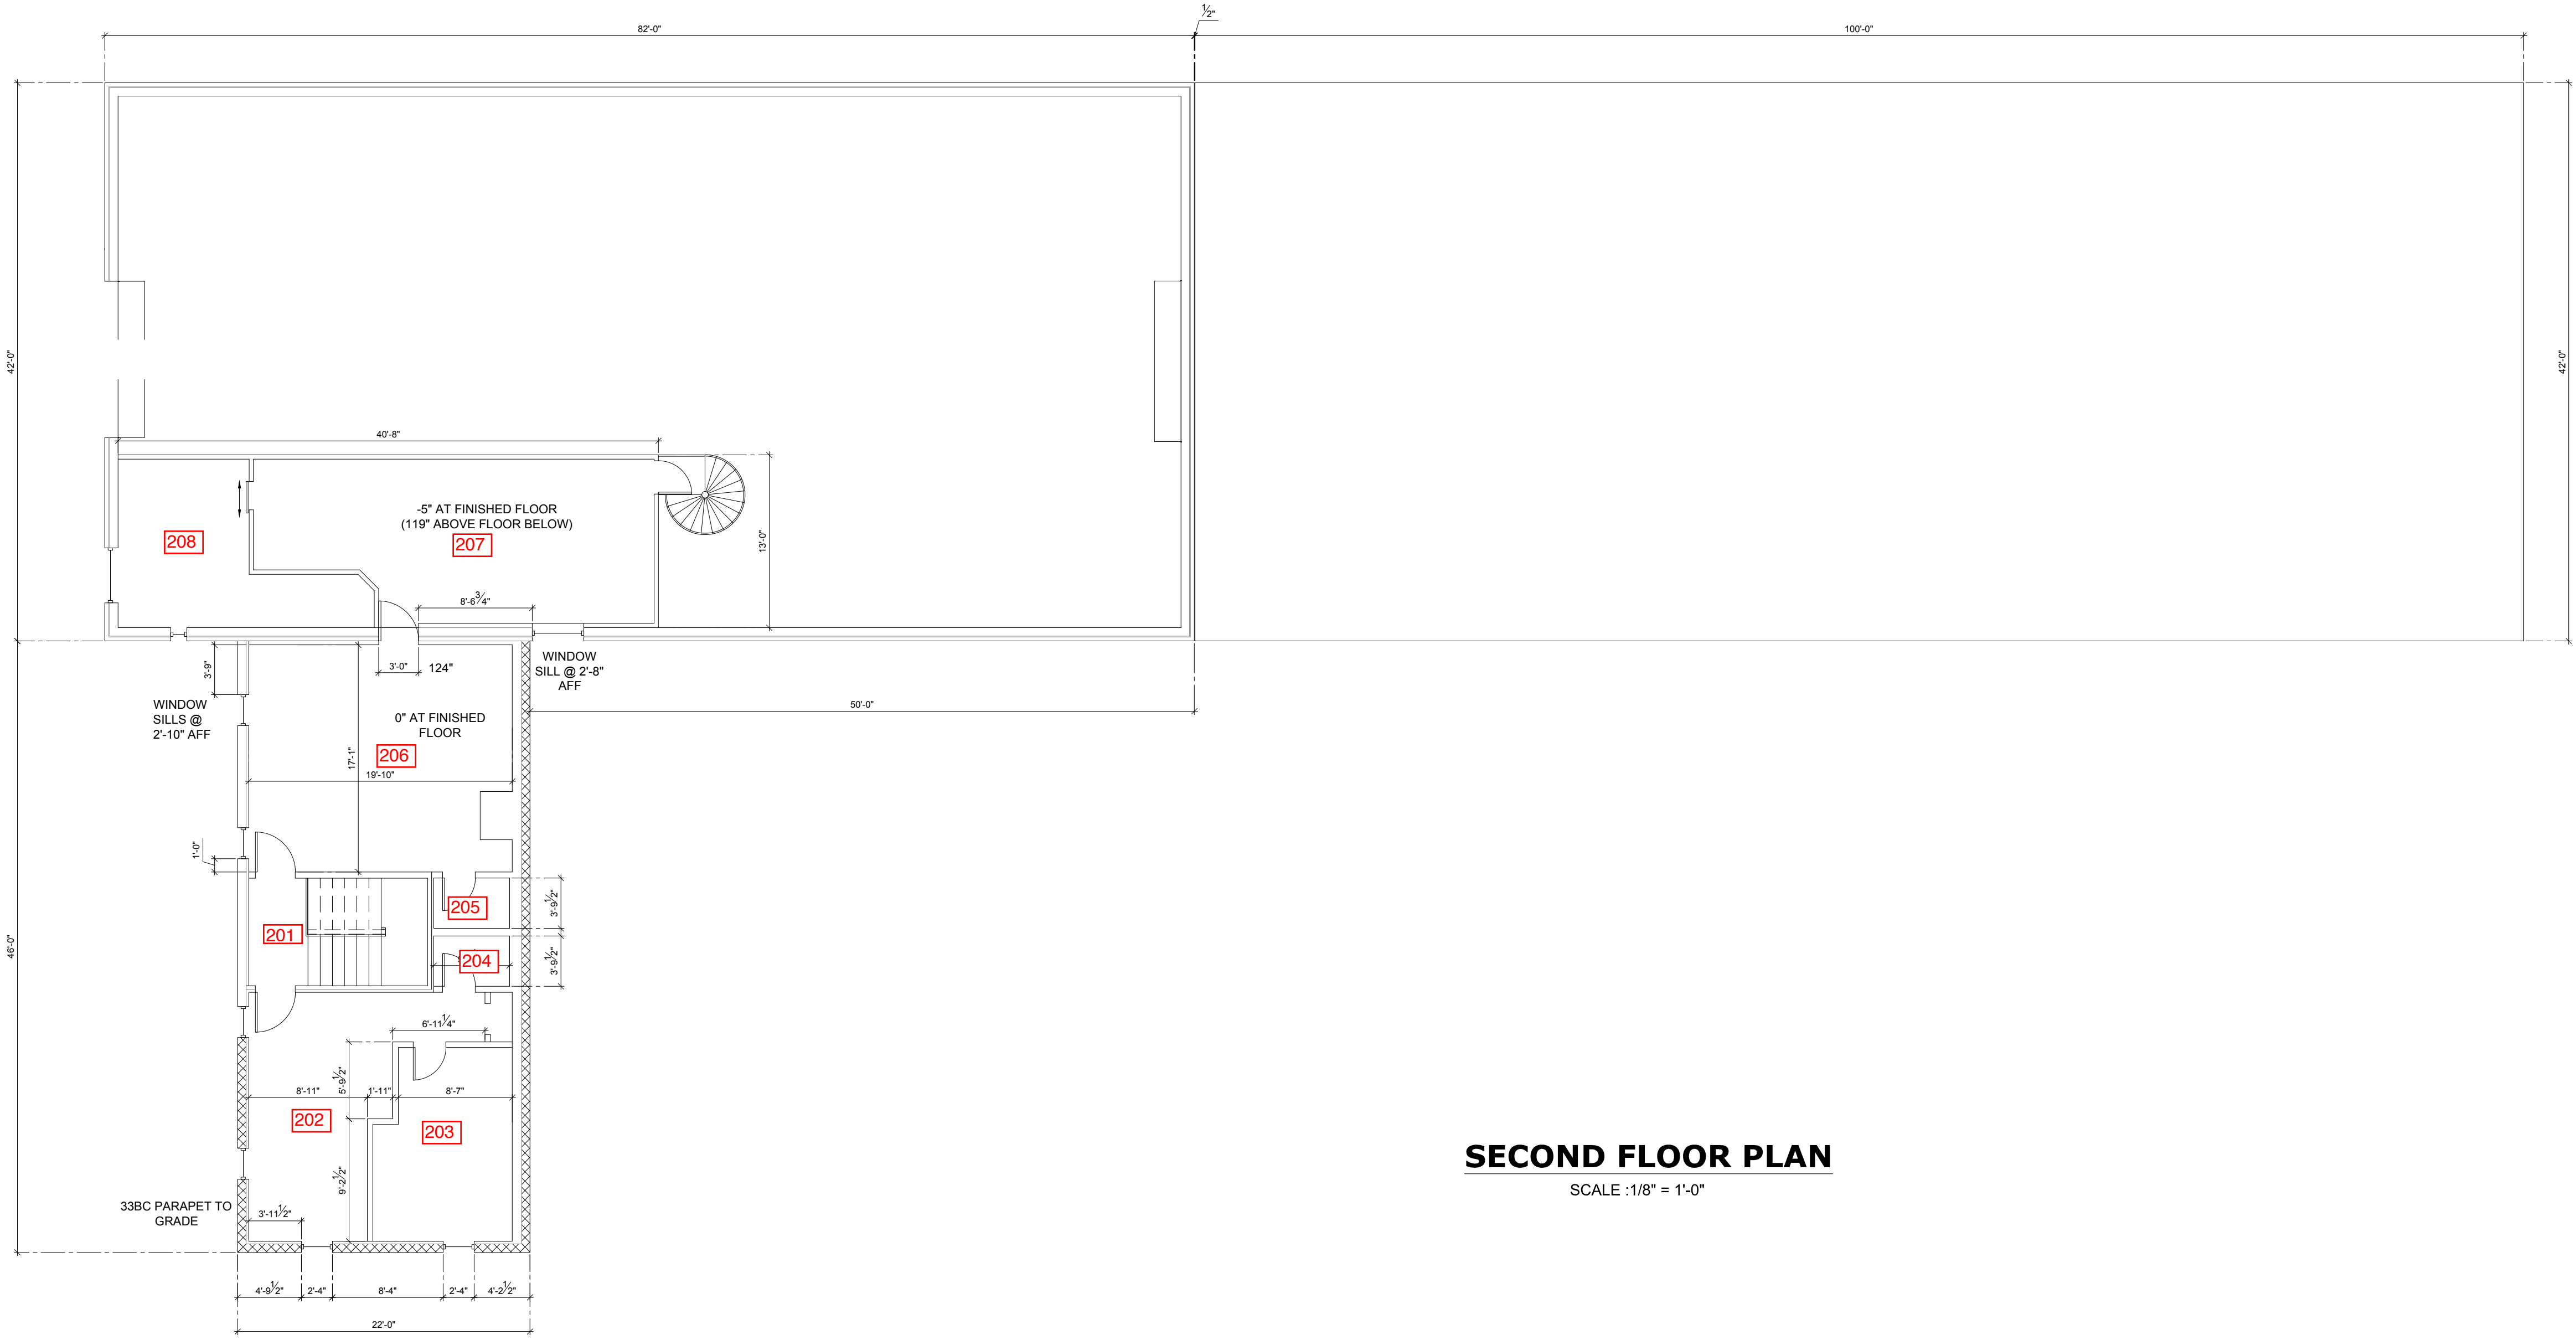 1/2"
82'-0"
100'-0"
42'-0"
42'-0"
40'-8"
-5" AT FINISHED FLOOR
(119" ABOVE FLOOR BELOW)
208
207
13'-0"
8'-6 3/4"
3'-9"
3'-0"
124"
WINDOW
SILL @ 2'-8"
AFF
WINDOW
SILLS @
2'-10" AFF
50'-0"
0" AT FINISHED
FLOOR
206
17'-1"
19'-10"
1'-0"
205
3'-9 1/2"
201
46'-0"
204
3'-9 1/2"
6'-11 1/4"
5'-9 1/2"
8'-11"
1'-11"
8'-7"
202
203
9'-2 1/2"
SECOND FLOOR PLAN
SCALE :1/8" = 1'-0"
33BC PARAPET TO
GRADE
3'-11 1/2"
4'-9 1/2"
2'-4"
8'-4"
2'-4"
4'-2 1/2"
22'-0"